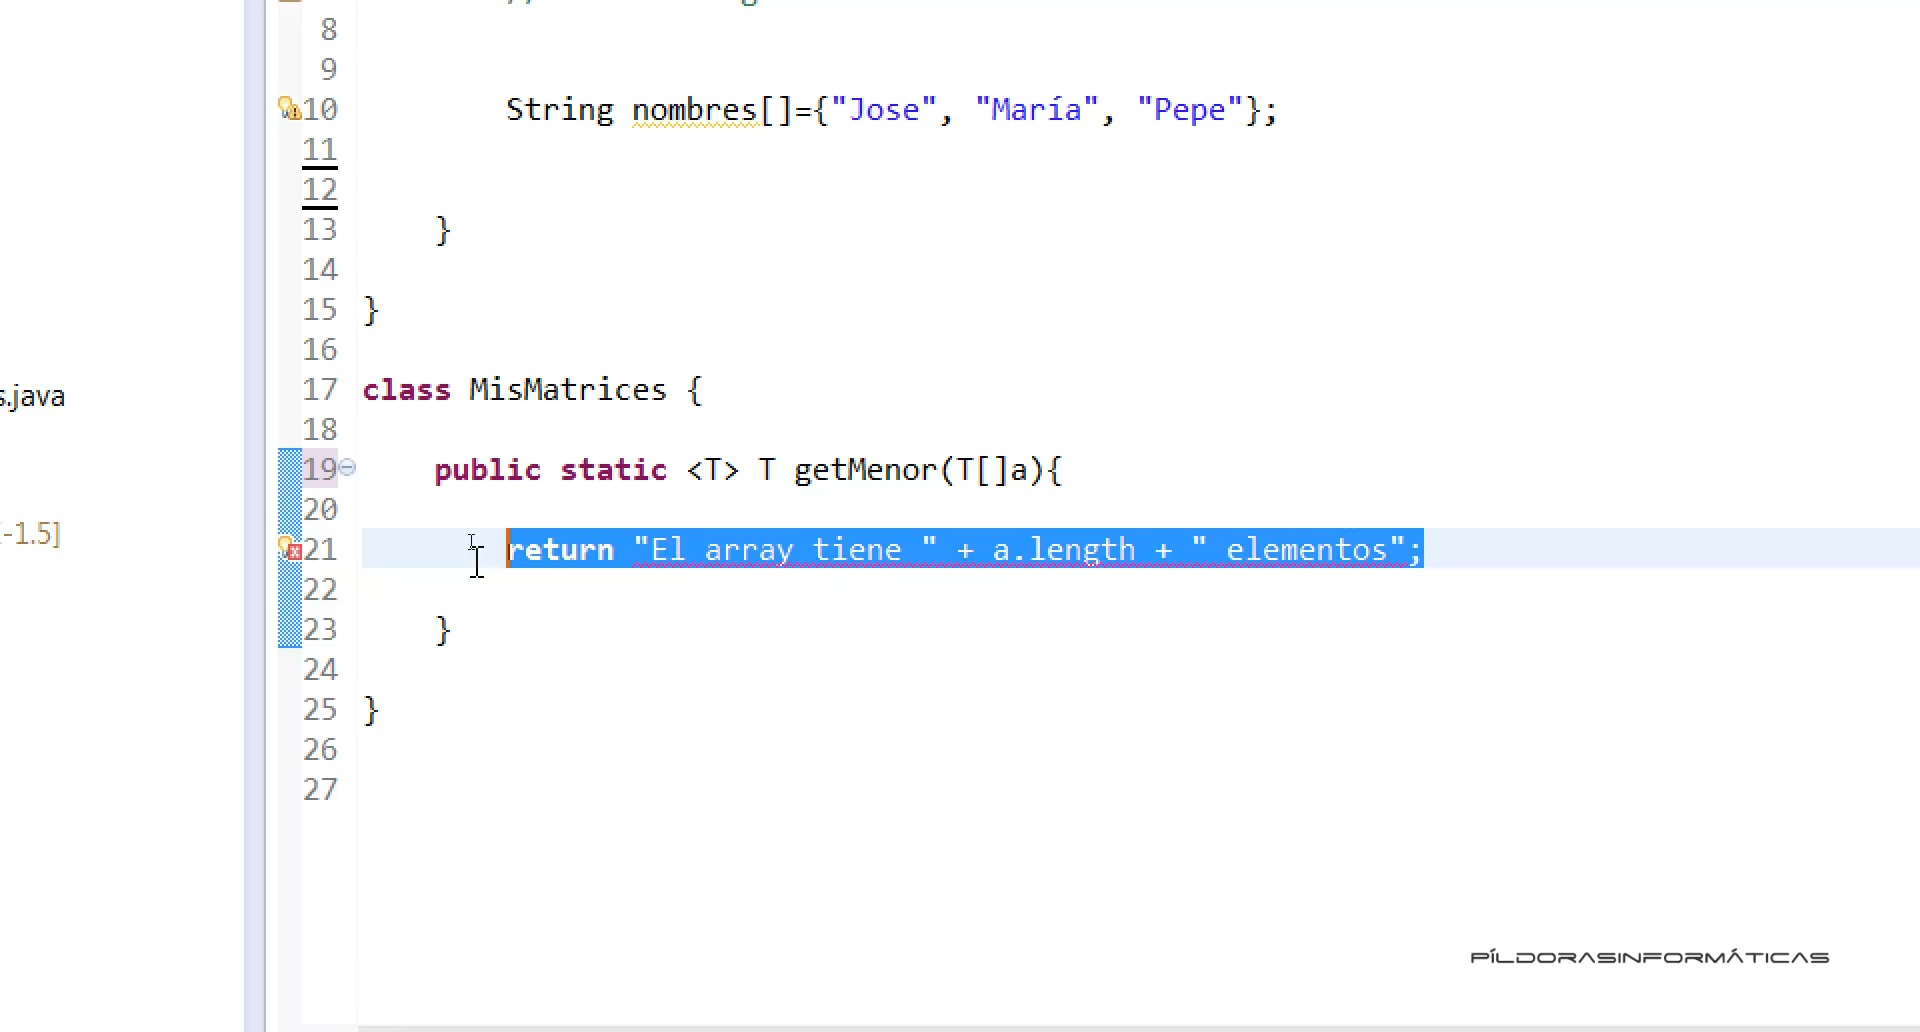 8
9
10 String nombres[]={"Jose", "María", "Pepe"};
11
12
13 }
14
15 }
16
s.java
17 class MisMatrices {
18
19 public static <T> T getMenor(T[]a){
20
-1.5]
21 return "El array tiene " + a.length + " elementos";
22
23 }
24
25 }
26
27
PÍLDORASINFORMÁTICAS